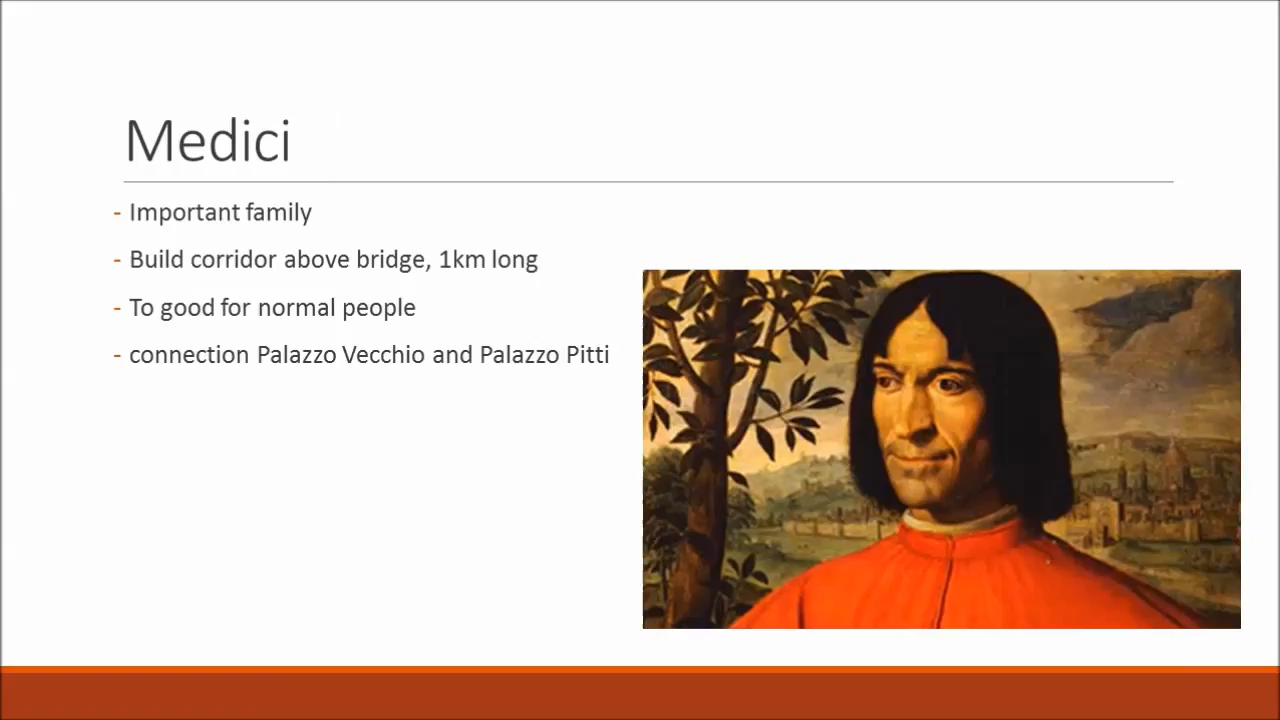 Medici
- Important family
- Build corridor above bridge, 1km long
- To good for normal people
- connection Palazzo Vecchio and Palazzo Pitti